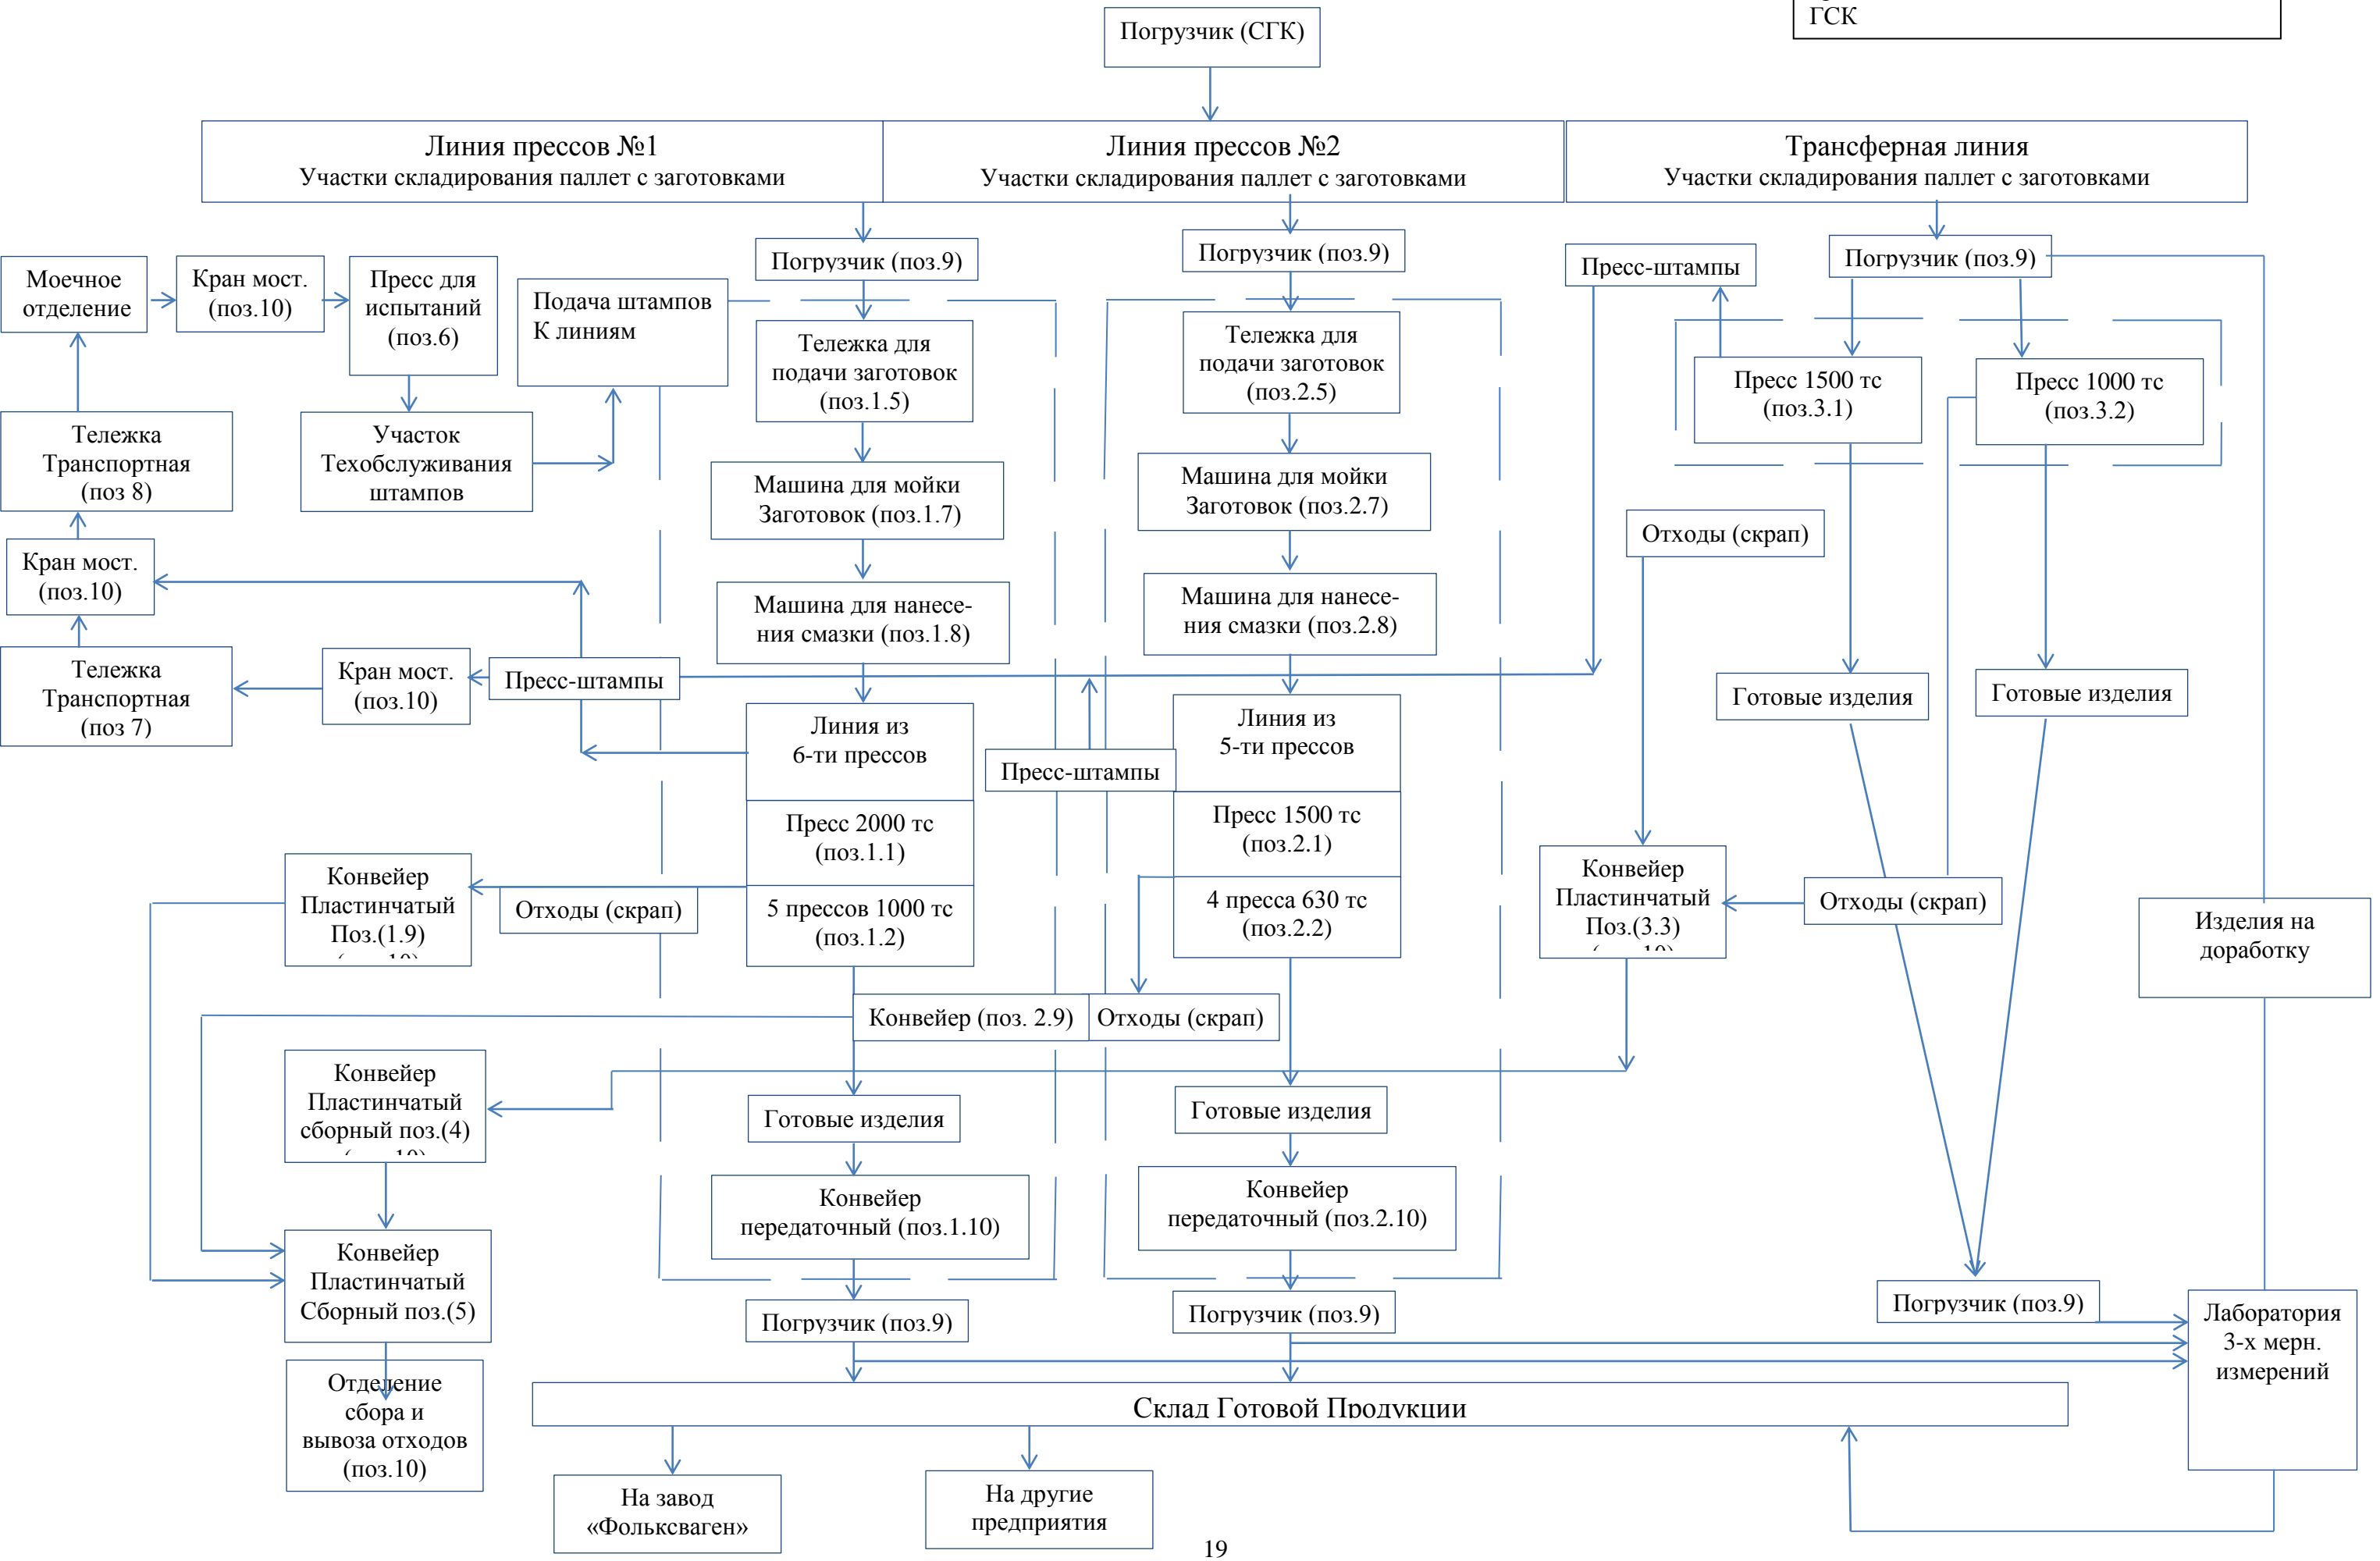 ГСК
Погрузчик (СГК)
Линия прессов №1
Участки складирования паллет с заготовками
Линия прессов №2
Участки складирования паллет с заготовками
Трансферная линия
Участки складирования паллет с заготовками
Моечное
отделение
Кран мост.
(поз.10)
Пресс для
испытаний
(поз.6)
Подача штампов
К линиям
Погрузчик (поз.9)
Погрузчик (поз.9)
Пресс-штампы
Погрузчик (поз.9)
Тележка для
подачи заготовок
(поз.1.5)
Тележка для
подачи заготовок
(поз.2.5)
Пресс 1500 тс
(поз.3.1)
Пресс 1000 тс
(поз.3.2)
Тележка
Транспортная
(поз 8)
Участок
Техобслуживания
штампов
Машина для мойки
Заготовок (поз.1.7)
Машина для мойки
Заготовок (поз.2.7)
Отходы (скрап)
Кран мост.
(поз.10)
Машина для нанесе-
ния смазки (поз.1.8)
Машина для нанесе-
ния смазки (поз.2.8)
Тележка
Транспортная
(поз 7)
Кран мост.
(поз.10)
Пресс-штампы
Готовые изделия
Готовые изделия
Линия из
6-ти прессов
Пресс-штампы
Линия из
5-ти прессов
Пресс 2000 тс
(поз.1.1)
Пресс 1500 тс
(поз.2.1)
Конвейер
Пластинчатый
Поз.(1.9)
Отходы (скрап)
5 прессов 1000 тс
(поз.1.2)
4 пресса 630 тс
(поз.2.2)
Конвейер
Пластинчатый
Поз.(3.3)
Отходы (скрап)
Изделия на
доработку
Конвейер (поз. 2.9)
Отходы (скрап)
Конвейер
Пластинчатый
сборный поз.(4)
Готовые изделия
Готовые изделия
Конвейер
передаточный (поз.1.10)
Конвейер
передаточный (поз.2.10)
Конвейер
Пластинчатый
Сборный поз.(5)
Погрузчик (поз.9)
Погрузчик (поз.9)
Погрузчик (поз.9)
Лаборатория
3-х мерн.
измерений
Отделение
сбора и
вывоза отходов
(поз.10)
Склад Готовой Продукции
На завод
«Фольксваген»
На другие
предприятия
19